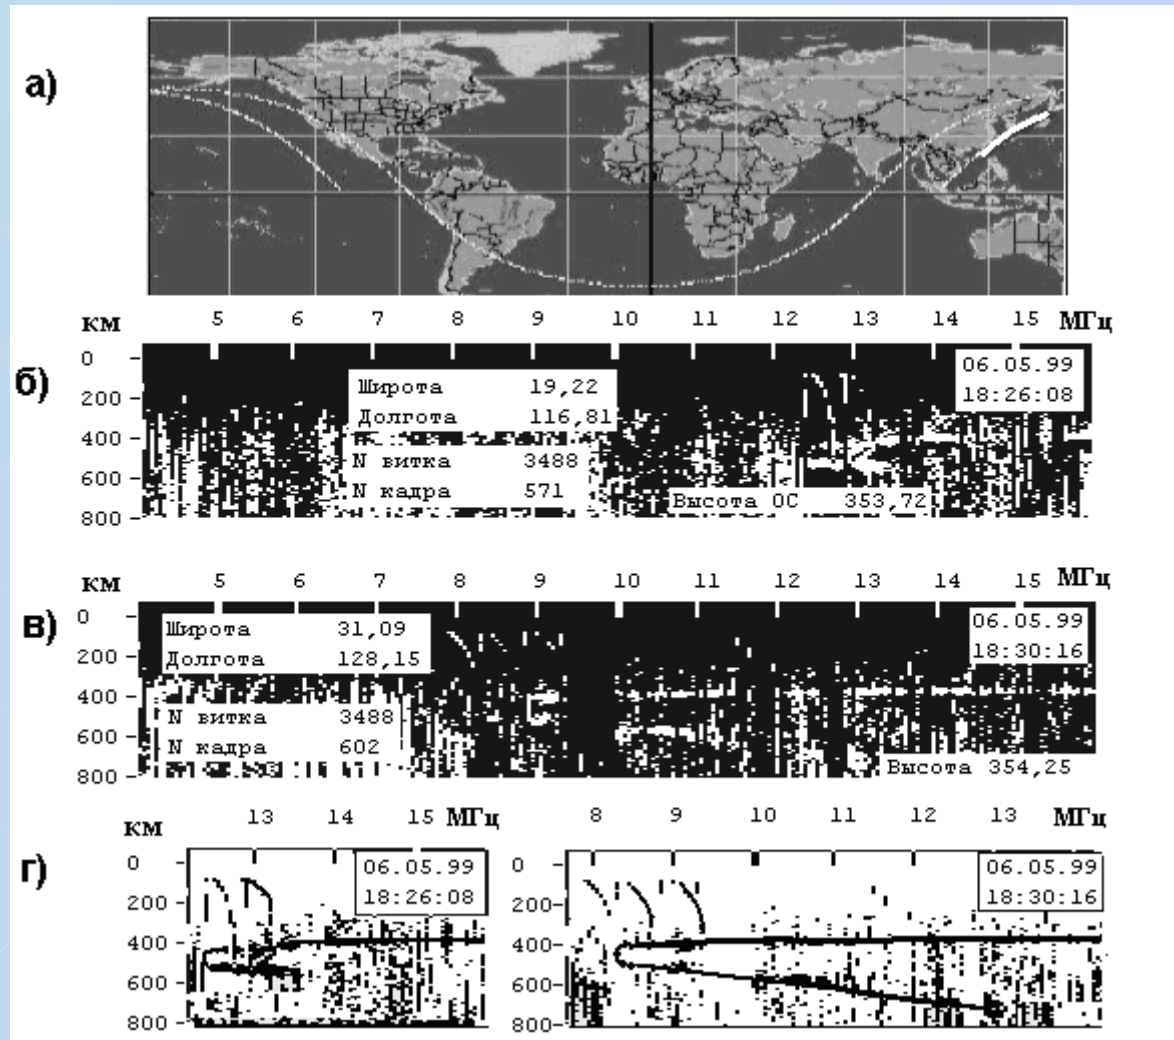 а)
км 5 6 7 8 9 10 11 12 13 14 15 МГц
б)
0
200
400
600
800
Широта 19,22
Долгота 116,81
N витка 3488
N кадра 571
Высота 0С 353,72
06.05.99
18:26:08
км 5 6 7 8 9 10 11 12 13 14 15 МГц
в)
0
200
400
600
800
Широта 31,09
Долгота 128,15
N витка 3488
N кадра 602
Высота 354,25
06.05.99
18:30:16
км 13 14 15 МГц
г)
0
200
400
600
800
06.05.99
18:26:08
8 9 10 11 12 13 МГц
0
200
400
600
800
06.05.99
18:30:16